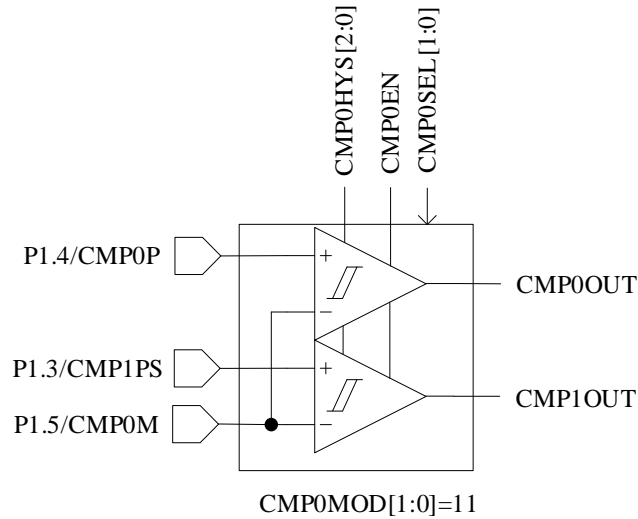 CMP0HYS[2:0]
CMP0EN
CMP0SEL[1:0]
P1.4/CMP0P
+
−
CMP0OUT
P1.3/CMP1PS
+
P1.5/CMP0M
−
CMP1OUT
CMP0MOD[1:0]=11